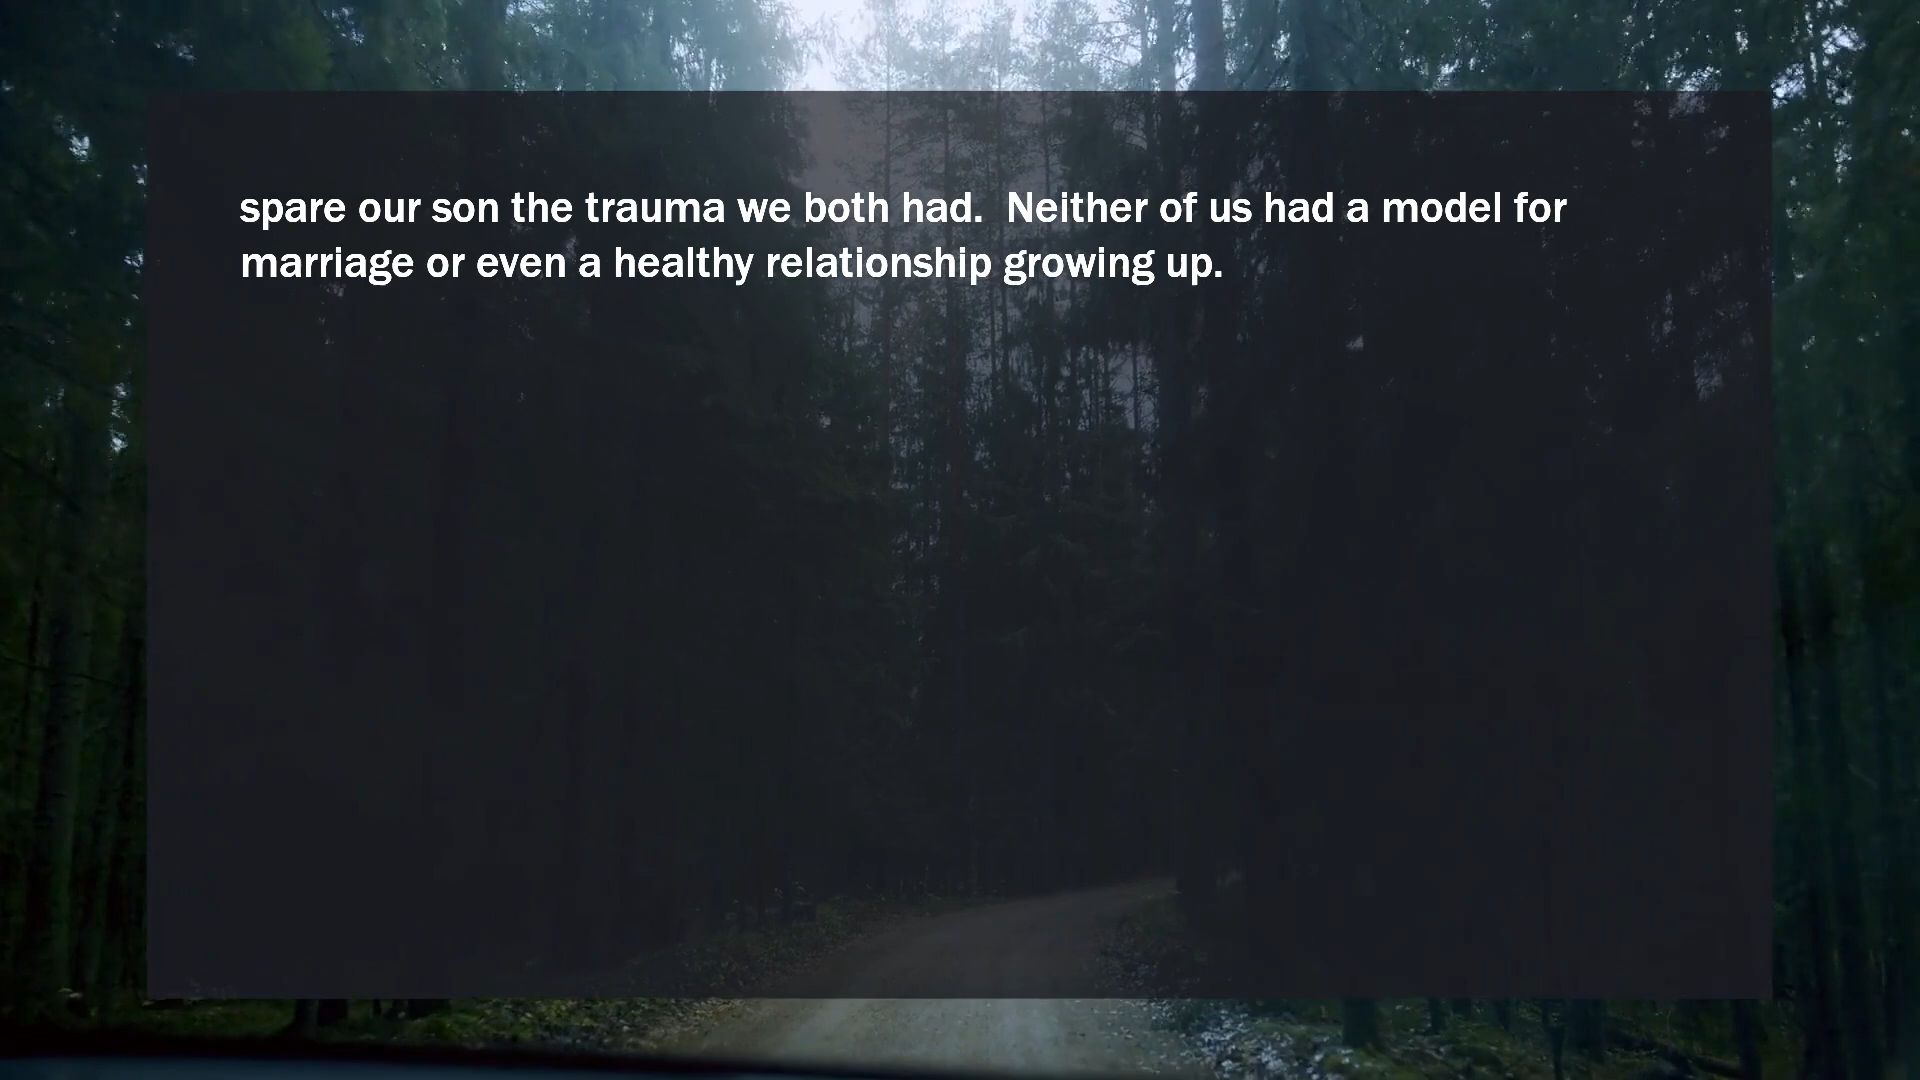 spare our son the trauma we both had.  Neither of us had a model for
marriage or even a healthy relationship growing up.